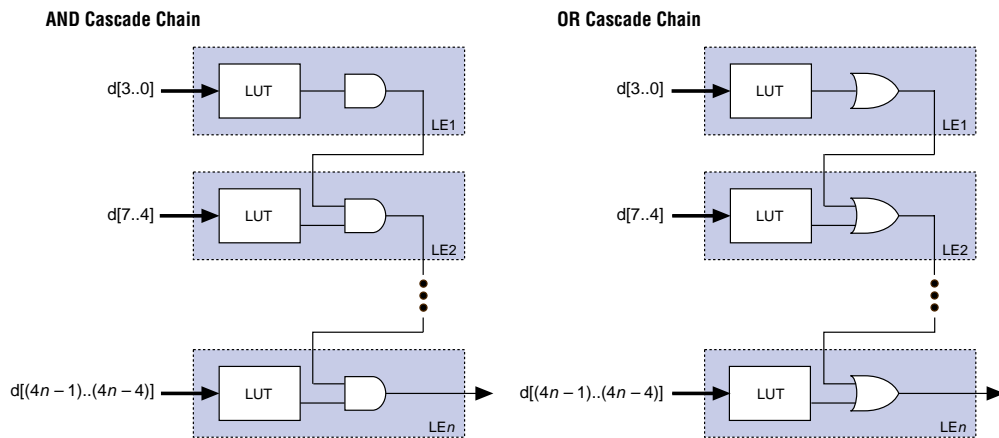 AND Cascade Chain
d[3..0]
LUT
LE1
d[7..4]
LUT
LE2
d[(4n – 1)..(4n – 4)]
LUT
LEn
OR Cascade Chain
d[3..0]
LUT
LE1
d[7..4]
LUT
LE2
d[(4n – 1)..(4n – 4)]
LUT
LEn